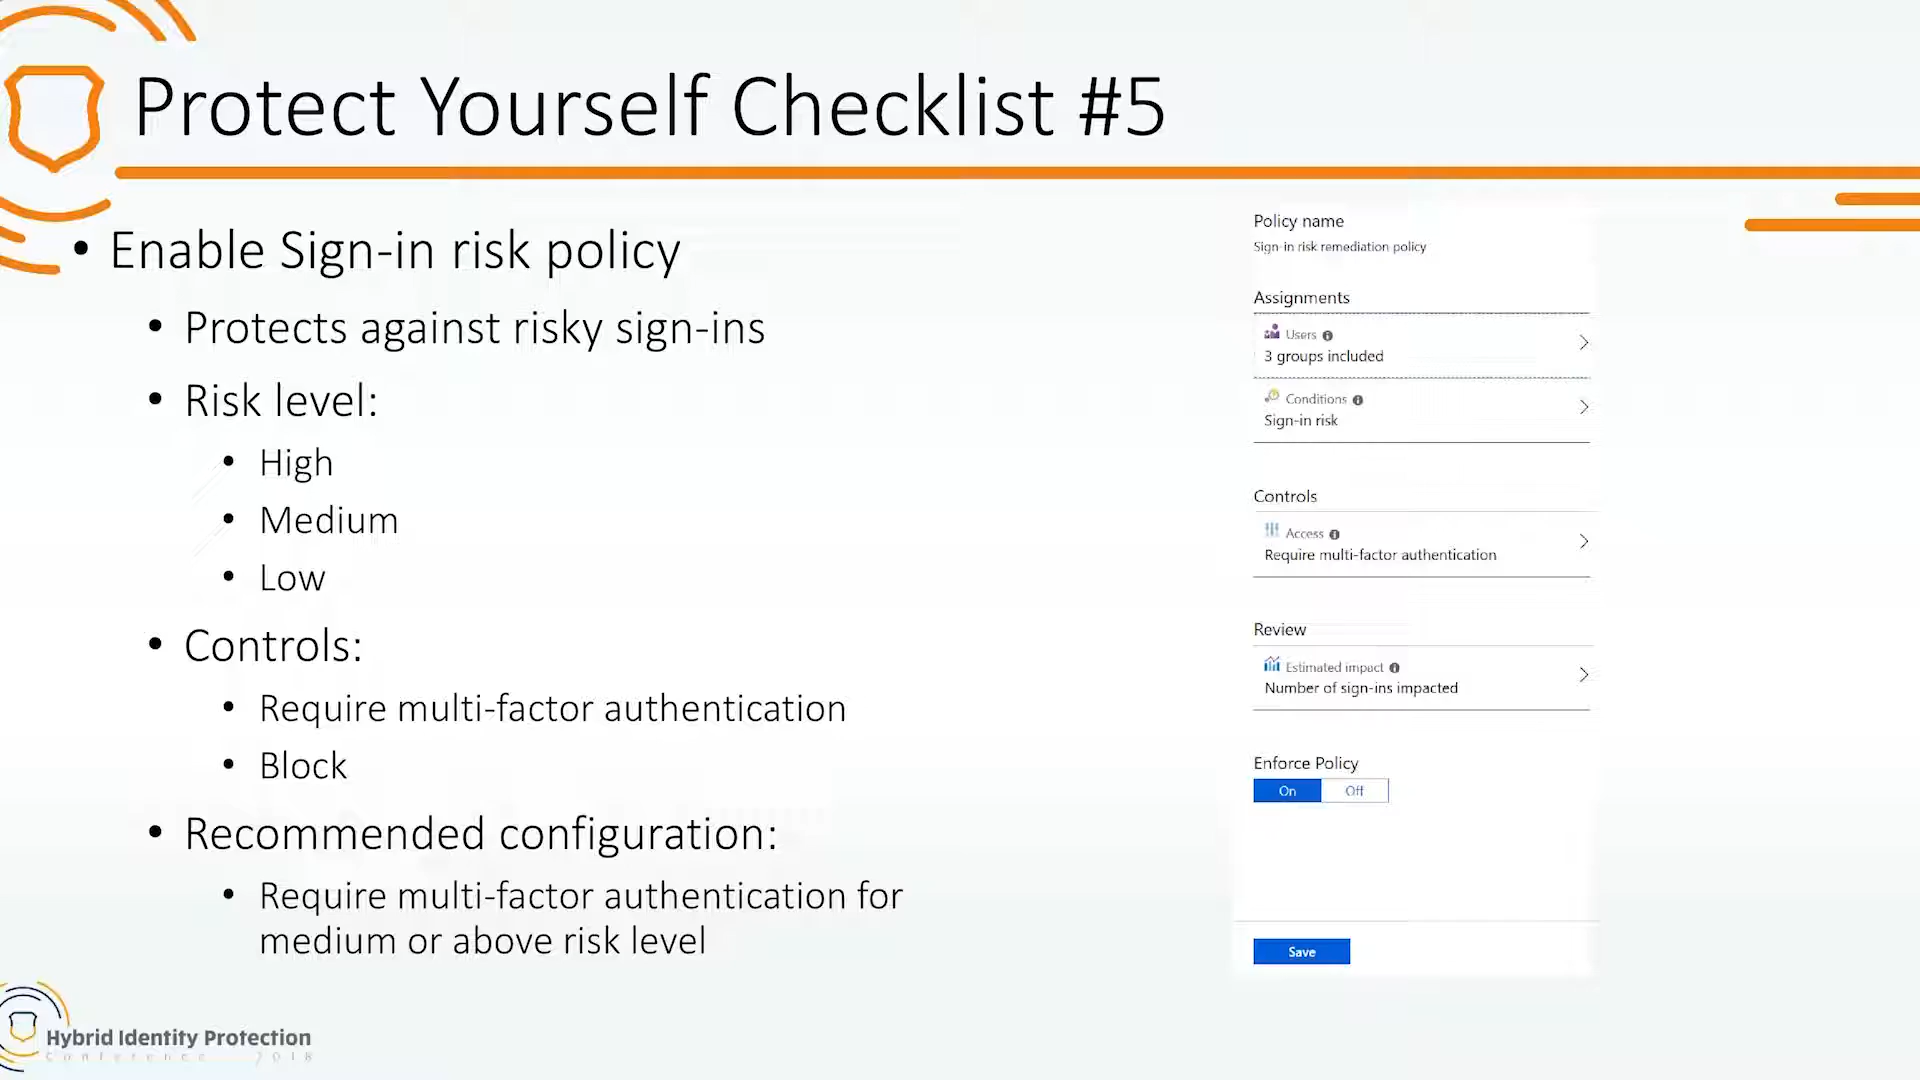 Protect Yourself Checklist #5
• Enable Sign-in risk policy
• Protects against risky sign-ins
• Risk level:
• High
• Medium
• Low
• Controls:
• Require multi-factor authentication
• Block
• Recommended configuration:
• Require multi-factor authentication for
medium or above risk level
Policy name
Sign-in risk remediation policy
Assignments
Users
3 groups included
Conditions
Sign-in risk
Controls
Access
Require multi-factor authentication
Review
Estimated impact
Number of sign-ins impacted
Enforce Policy
On Off
Save
Hybrid Identity Protection
Conference 2018